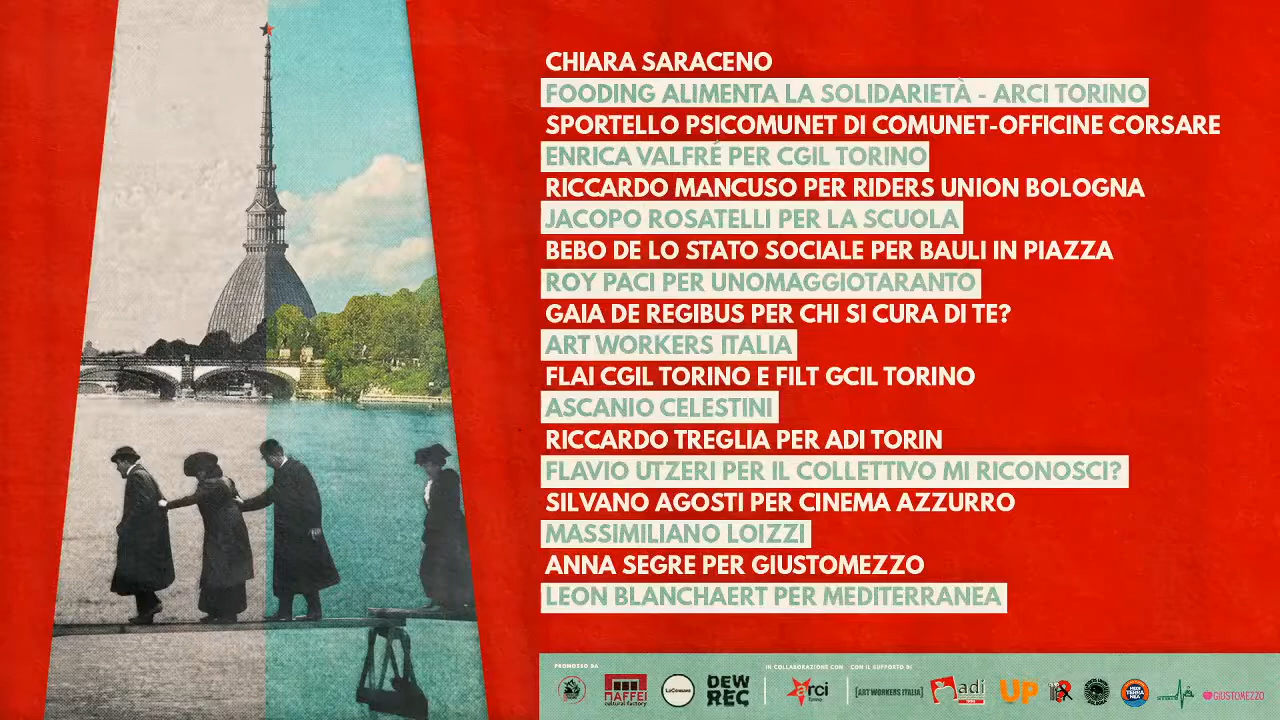 CHIARA SARACENO
FOODING ALIMENTA LA SOLIDARIETÀ - ARCI TORINO
SPORTELLO PSICOMUNET DI COMUNET-OFFICINE CORSARE
ENRICA VALFRÉ PER CGIL TORINO
RICCARDO MANCUSO PER RIDERS UNION BOLOGNA
JACOPO ROSATELLI PER LA SCUOLA
BEBO DE LO STATO SOCIALE PER BAULI IN PIAZZA
ROY PACI PER UNOMAGGIOTARANTO
GAIA DE REGIBUS PER CHI SI CURA DI TE?
ART WORKERS ITALIA
FLAI CGIL TORINO E FILT GCIL TORINO
ASCANIO CELESTINI
RICCARDO TREGLIA PER ADI TORIN
FLAVIO UTZERI PER IL COLLETTIVO MI RICONOSCI?
SILVANO AGOSTI PER CINEMA AZZURRO
MASSIMILIANO LOIZZI
ANNA SEGRE PER GIUSTOMEZZO
LEON BLANCHAERT PER MEDITERRANEA
PROMOSSO DA
IN COLLABORAZIONE CON
CON IL SUPPORTO DI
MAFFEI
cultural factory
DEWREC
arci
Torino
[ART WORKERS ITALIA]
adi
UP
MEDITERRANEA
GIUSTOMEZZO